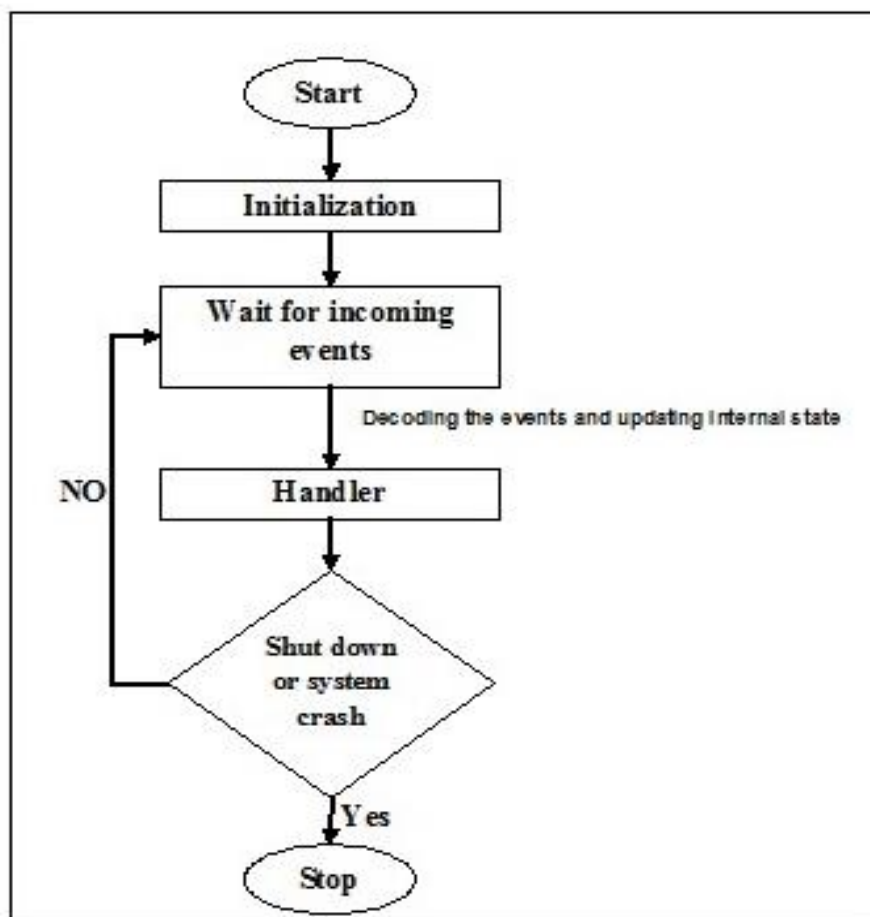 Start
Initialization
Wait for incoming
events
Decoding the events and updating internal state
Handler
NO
Shut down
or system
crash
Yes
Stop